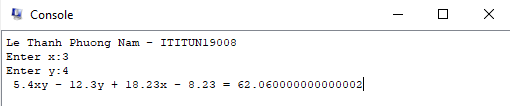 Console
Le Thanh Phuong Nam - ITITUN19008
Enter x:3
Enter y:4
5.4xy - 12.3y + 18.23x - 8.23 = 62.060000000000002